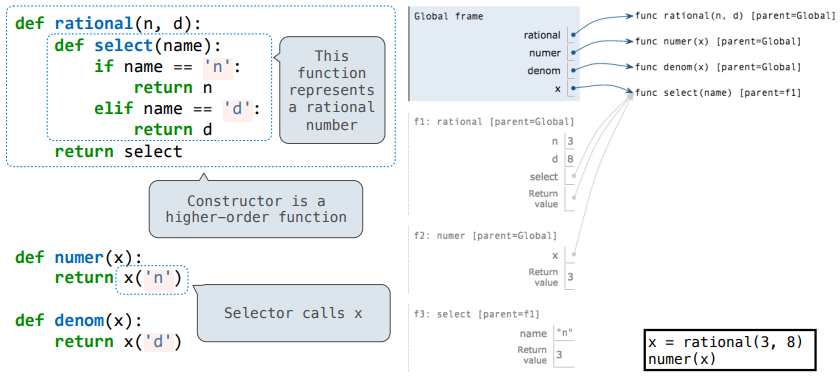 def rational(n, d):
def select(name):
if name == 'n':
return n
elif name == 'd':
return d
return select
This
function
represents
a rational
number
Constructor is a
higher-order function
def numer(x):
return x('n')
def denom(x):
return x('d')
Selector calls x
Global frame
rational
numer
denom
x
func rational(n, d) [parent=Global]
func numer(x) [parent=Global]
func denom(x) [parent=Global]
func select(name) [parent=f1]
f1: rational [parent=Global]
n 3
d 8
select
Return
value
f2: numer [parent=Global]
x
Return
value 3
f3: select [parent=f1]
name "n"
Return
value 3
x = rational(3, 8)
numer(x)